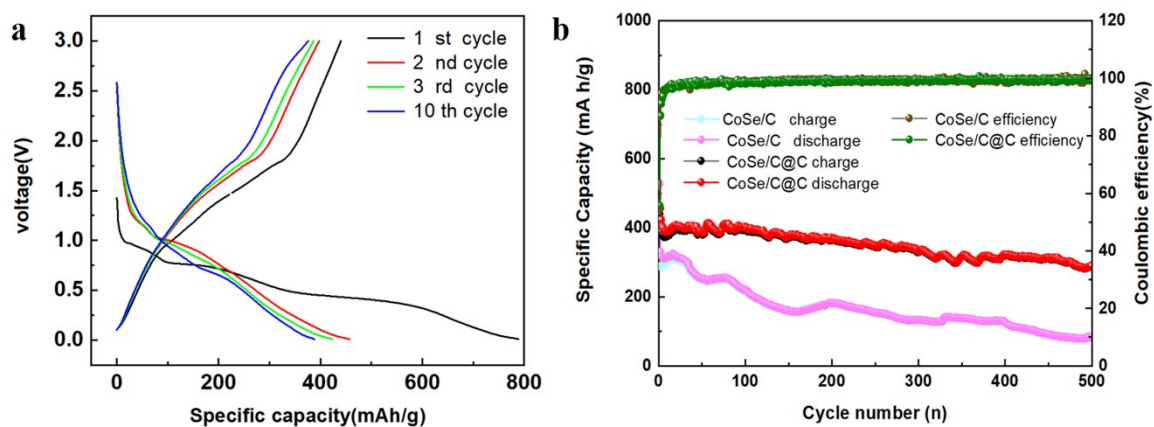 a
voltage(V)
3.0
2.5
2.0
1.5
1.0
0.5
0.0
1 st cycle
2 nd cycle
3 rd cycle
10 th cycle
0
200
400
600
800
Specific capacity(mAh/g)
b
Specific Capacity (mA h/g)
1000
800
600
400
200
0
CoSe/C charge
CoSe/C discharge
CoSe/C@C charge
CoSe/C@C discharge
CoSe/C efficiency
CoSe/C@C efficiency
120
100
80
60
40
20
10
0
Coulombic efficiency(%)
0
100
200
300
400
500
Cycle number (n)